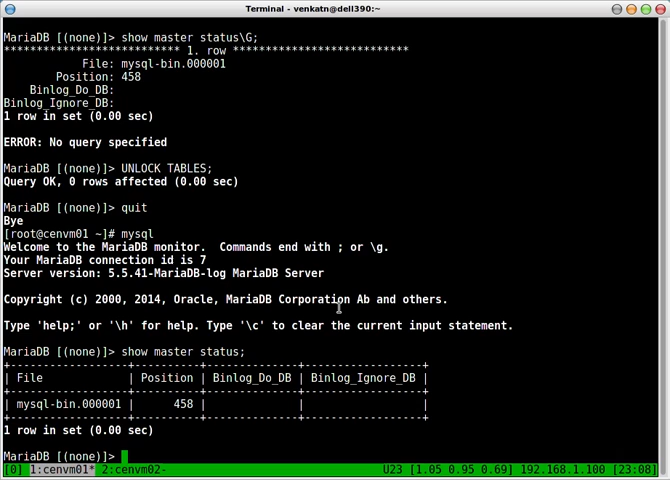 Terminal - venkatn@dell390:~
MariaDB [(none)]> show master status\G;
*************************** 1. row ***************************
File: mysql-bin.000001
Position: 458
Binlog_Do_DB:
Binlog_Ignore_DB:
1 row in set (0.00 sec)
ERROR: No query specified
MariaDB [(none)]> UNLOCK TABLES;
Query OK, 0 rows affected (0.00 sec)
MariaDB [(none)]> quit
Bye
[root@cenvm01 ~]# mysql
Welcome to the MariaDB monitor.  Commands end with ; or \g.
Your MariaDB connection id is 7
Server version: 5.5.41-MariaDB-log MariaDB Server
Copyright (c) 2000, 2014, Oracle, MariaDB Corporation Ab and others.
Type 'help;' or '\h' for help. Type '\c' to clear the current input statement.
MariaDB [(none)]> show master status;
+------------------+----------+--------------+------------------+
| File             | Position | Binlog_Do_DB | Binlog_Ignore_DB |
+------------------+----------+--------------+------------------+
| mysql-bin.000001 |      458 |              |                  |
+------------------+----------+--------------+------------------+
1 row in set (0.00 sec)
MariaDB [(none)]>
[0] 1:cenvm01* 2:cenvm02- U23 [1.05 0.95 0.69] 192.168.1.100 [23:08]